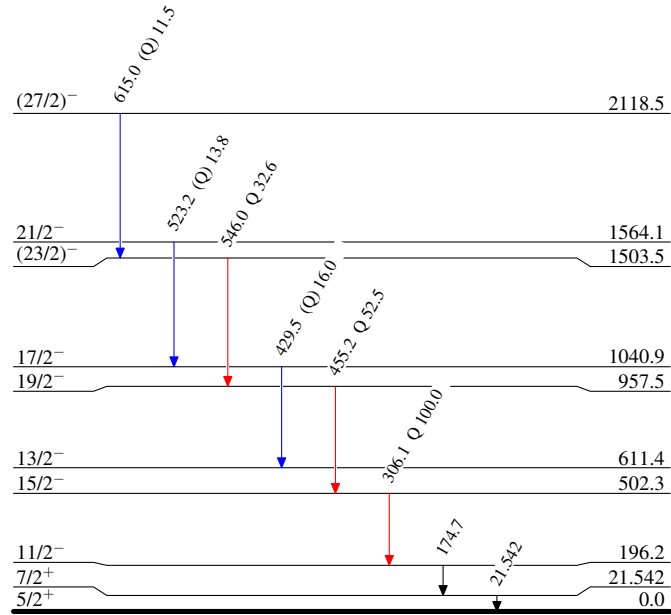 615.0 (Q) 11.5
(27/2)⁻ 2118.5
523.2 (Q) 13.8
546.0 Q 32.6
21/2⁻ 1564.1
(23/2)⁻ 1503.5
429.5 (Q) 16.0
455.2 Q 52.5
17/2⁻ 1040.9
19/2⁻ 957.5
306.1 Q 100.0
13/2⁻ 611.4
15/2⁻ 502.3
174.7
21.542
11/2⁻ 196.2
7/2⁺ 21.542
5/2⁺ 0.0